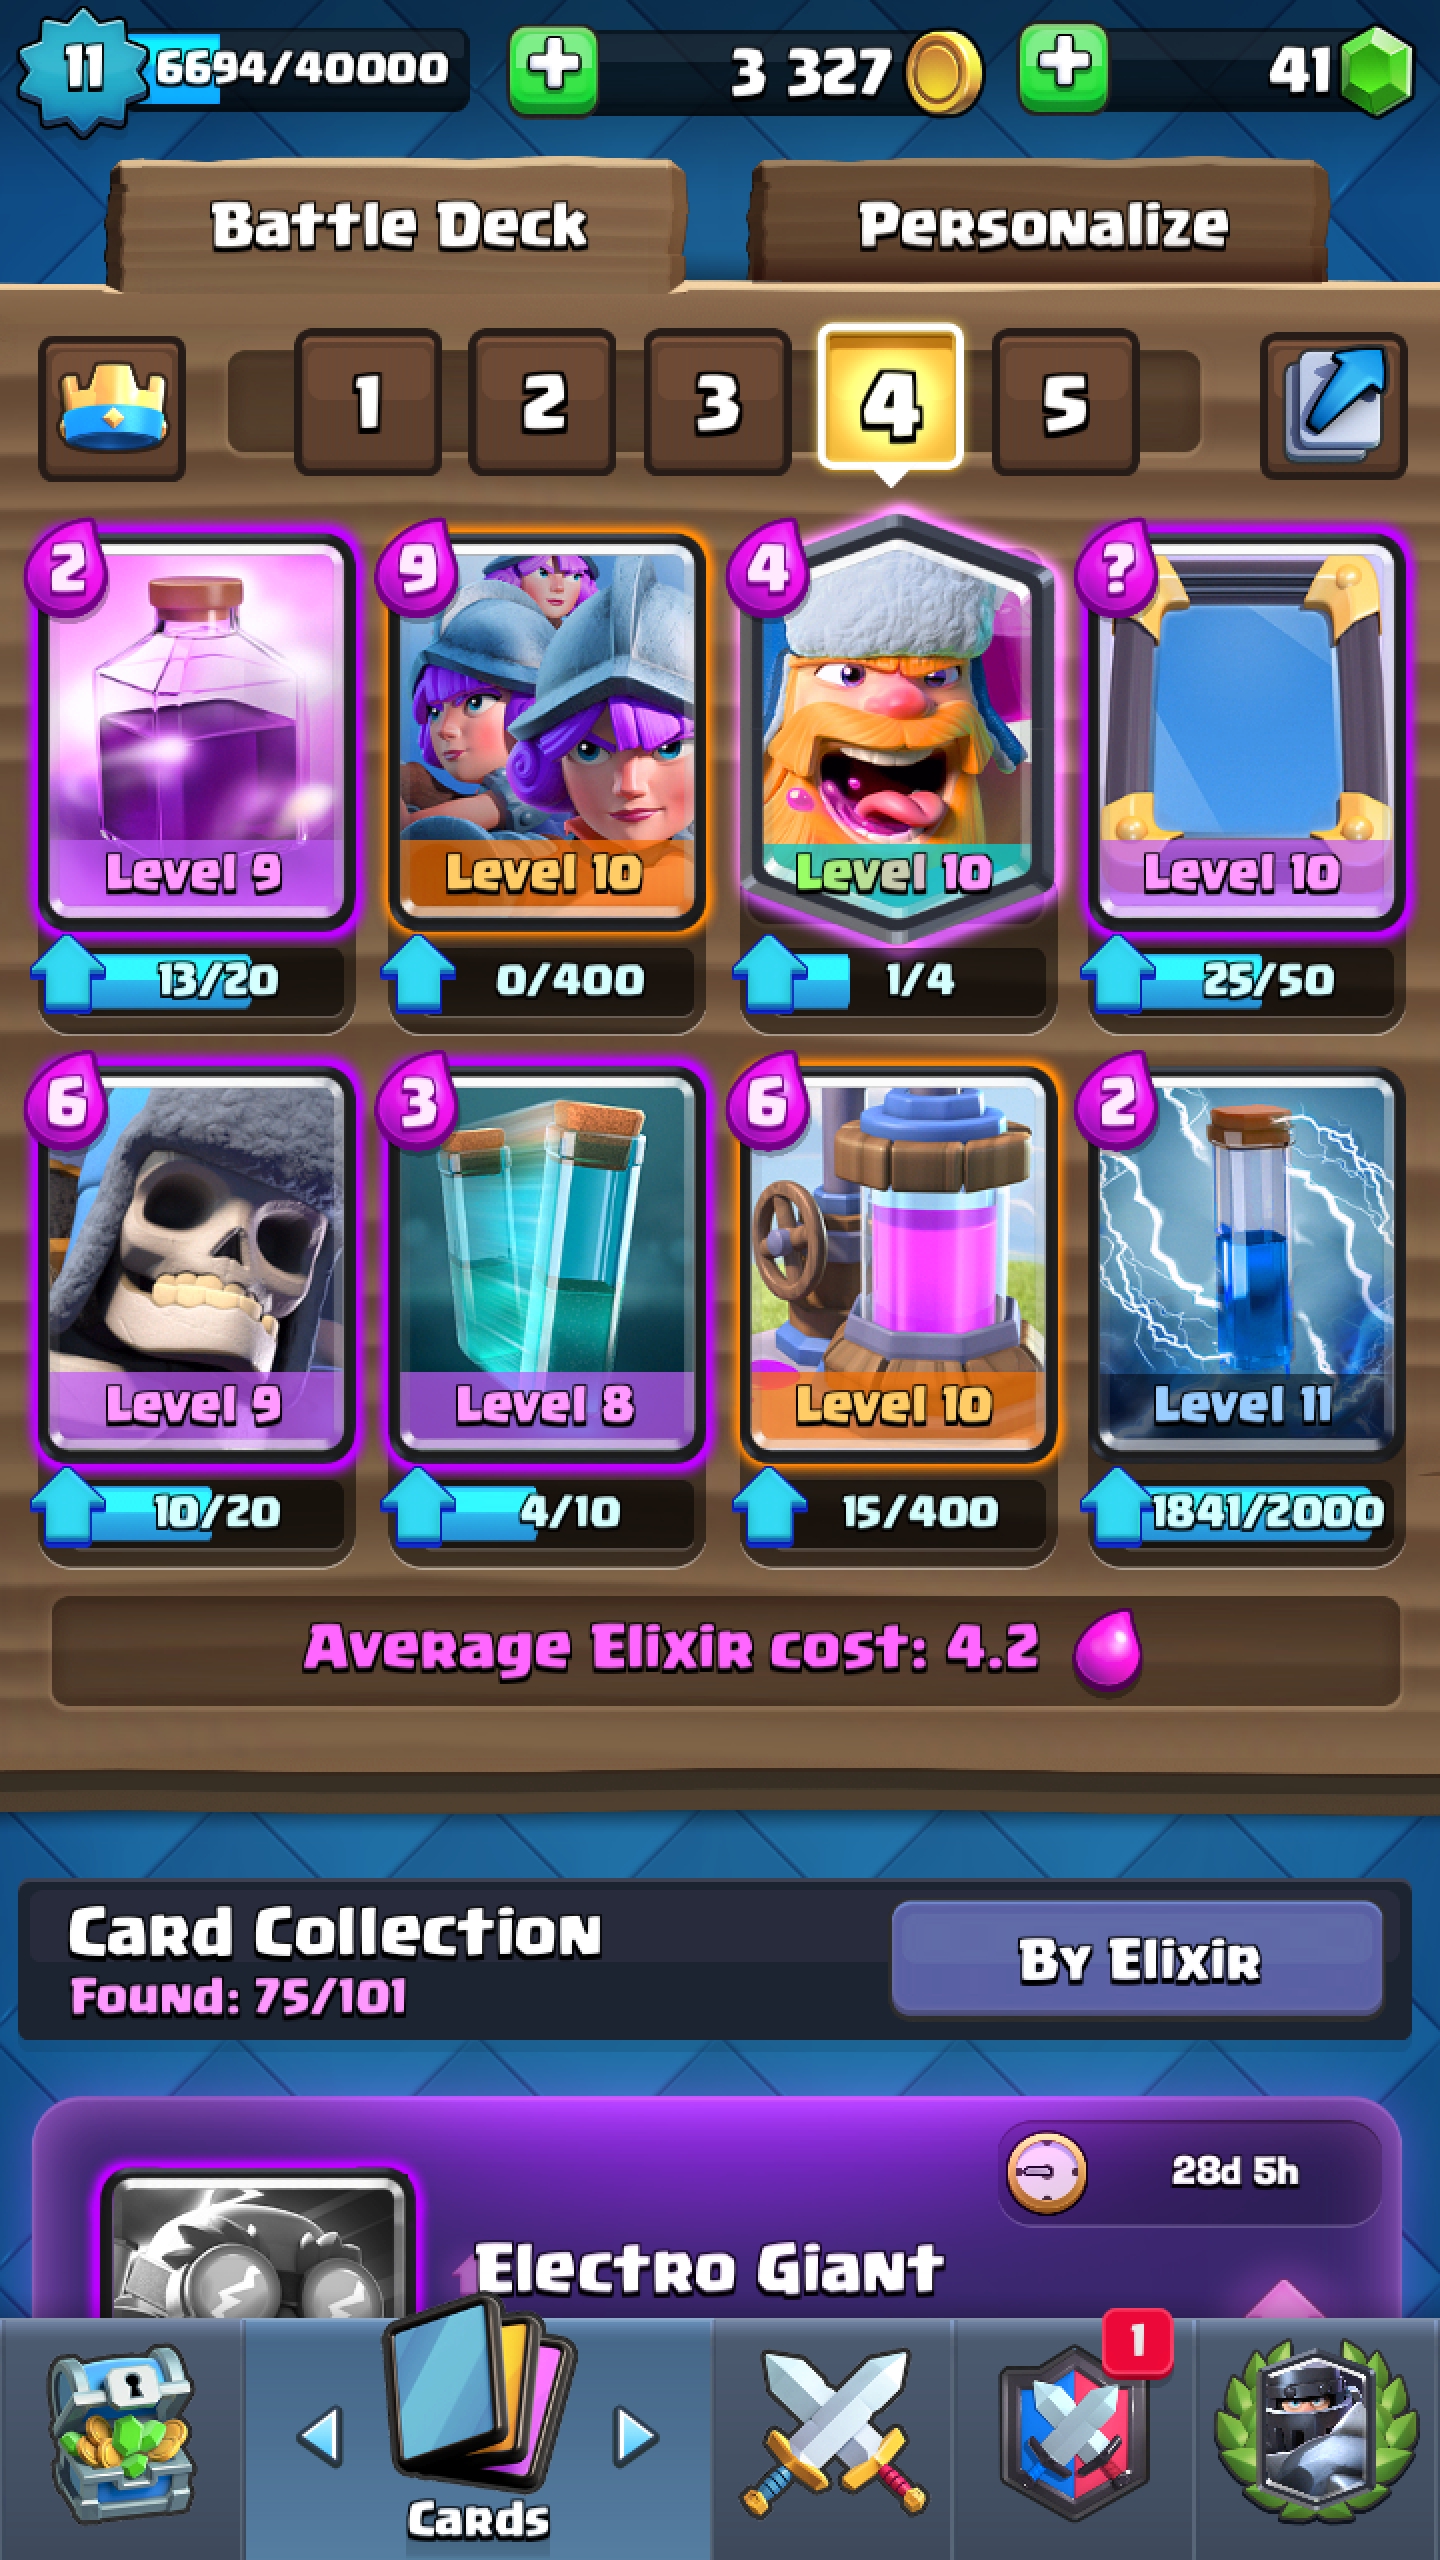 11 6694/40000 3 327 41
Battle Deck Personalize
1 2 3 4 5
2 9 4 ?
Level 9 Level 10 Level 10 Level 10
13/20 0/400 1/4 25/50
6 3 6 2
Level 9 Level 8 Level 10 Level 11
10/20 4/10 15/400 1841/2000
Average Elixir cost: 4.2
Card Collection
Found: 75/101
By Elixir
28d 5h
Electro Giant
1
Cards